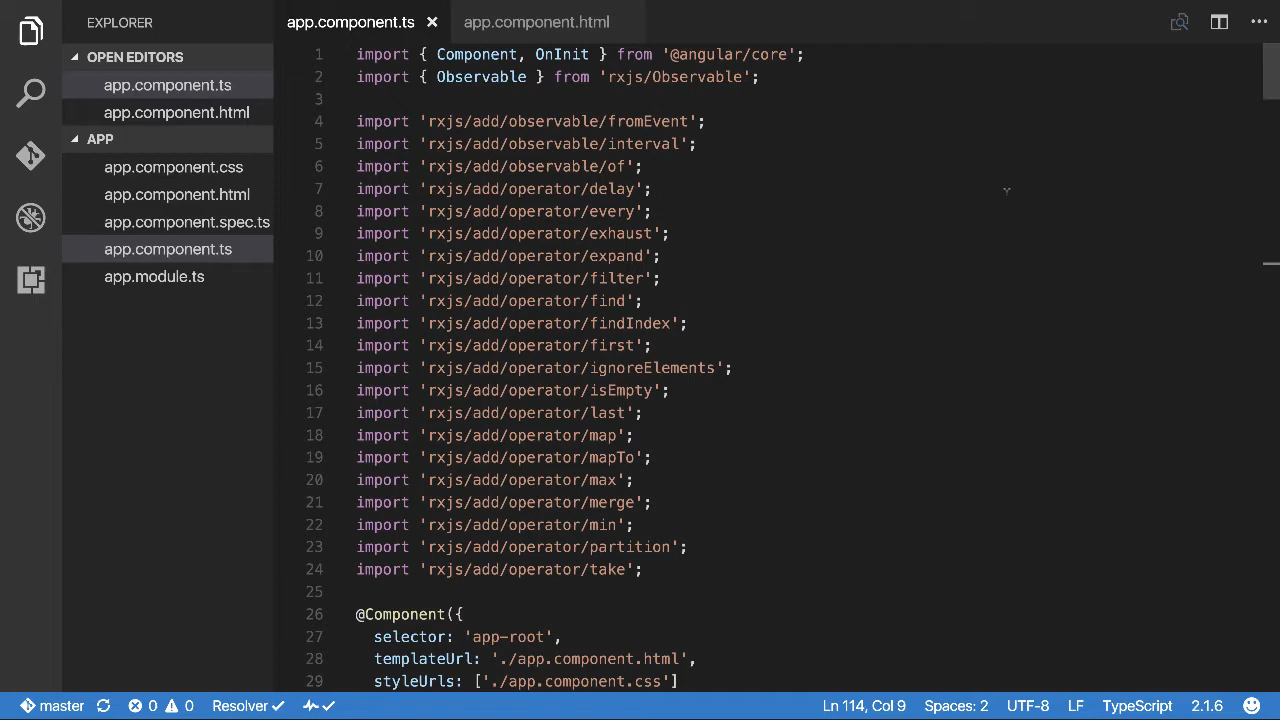 EXPLORER
OPEN EDITORS
app.component.ts
app.component.html
APP
app.component.css
app.component.html
app.component.spec.ts
app.component.ts
app.module.ts
app.component.ts × app.component.html
1 import { Component, OnInit } from '@angular/core';
2 import { Observable } from 'rxjs/Observable';
3
4 import 'rxjs/add/observable/fromEvent';
5 import 'rxjs/add/observable/interval';
6 import 'rxjs/add/observable/of';
7 import 'rxjs/add/operator/delay';
8 import 'rxjs/add/operator/every';
9 import 'rxjs/add/operator/exhaust';
10 import 'rxjs/add/operator/expand';
11 import 'rxjs/add/operator/filter';
12 import 'rxjs/add/operator/find';
13 import 'rxjs/add/operator/findIndex';
14 import 'rxjs/add/operator/first';
15 import 'rxjs/add/operator/ignoreElements';
16 import 'rxjs/add/operator/isEmpty';
17 import 'rxjs/add/operator/last';
18 import 'rxjs/add/operator/map';
19 import 'rxjs/add/operator/mapTo';
20 import 'rxjs/add/operator/max';
21 import 'rxjs/add/operator/merge';
22 import 'rxjs/add/operator/min';
23 import 'rxjs/add/operator/partition';
24 import 'rxjs/add/operator/take';
25
26 @Component({
27 selector: 'app-root',
28 templateUrl: './app.component.html',
29 styleUrls: ['./app.component.css']
master 0 0 Resolver Ln 114, Col 9 Spaces: 2 UTF-8 LF TypeScript 2.1.6